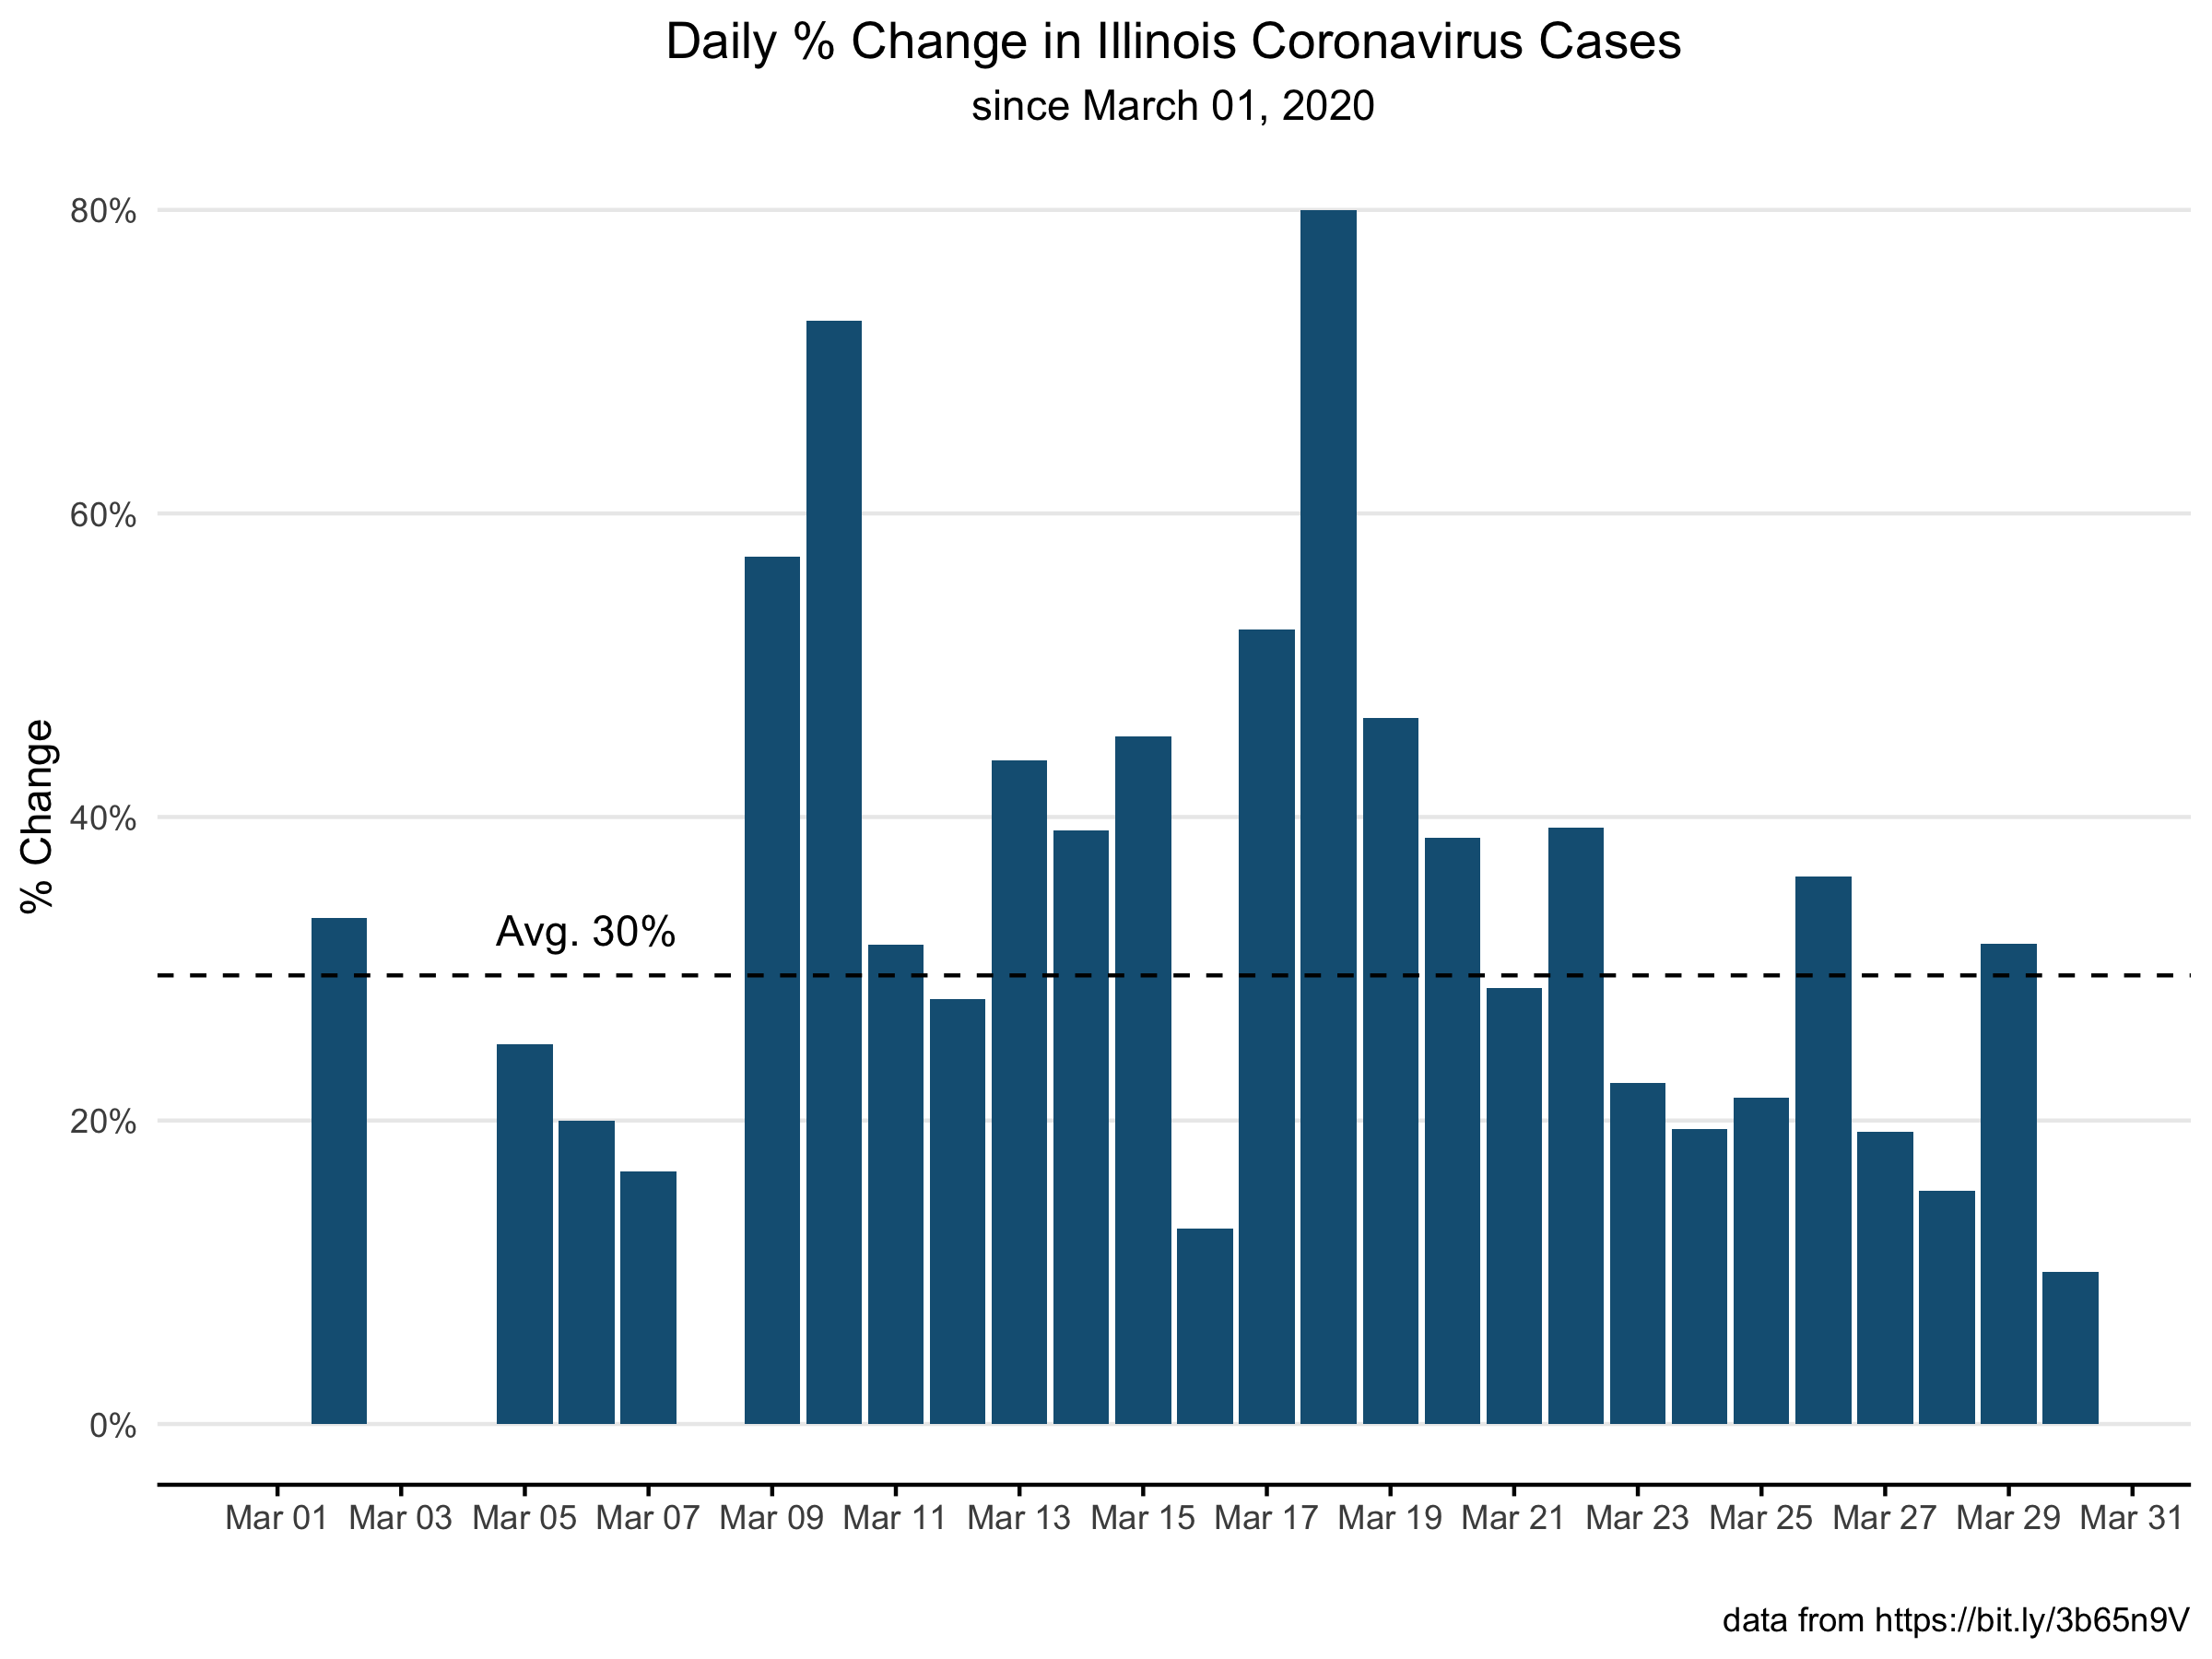 Daily % Change in Illinois Coronavirus Cases
since March 01, 2020
% Change
80%
60%
40%
20%
0%
Avg. 30%
Mar 01 Mar 03 Mar 05 Mar 07 Mar 09 Mar 11 Mar 13 Mar 15 Mar 17 Mar 19 Mar 21 Mar 23 Mar 25 Mar 27 Mar 29 Mar 31
data from https://bit.ly/3b65n9V